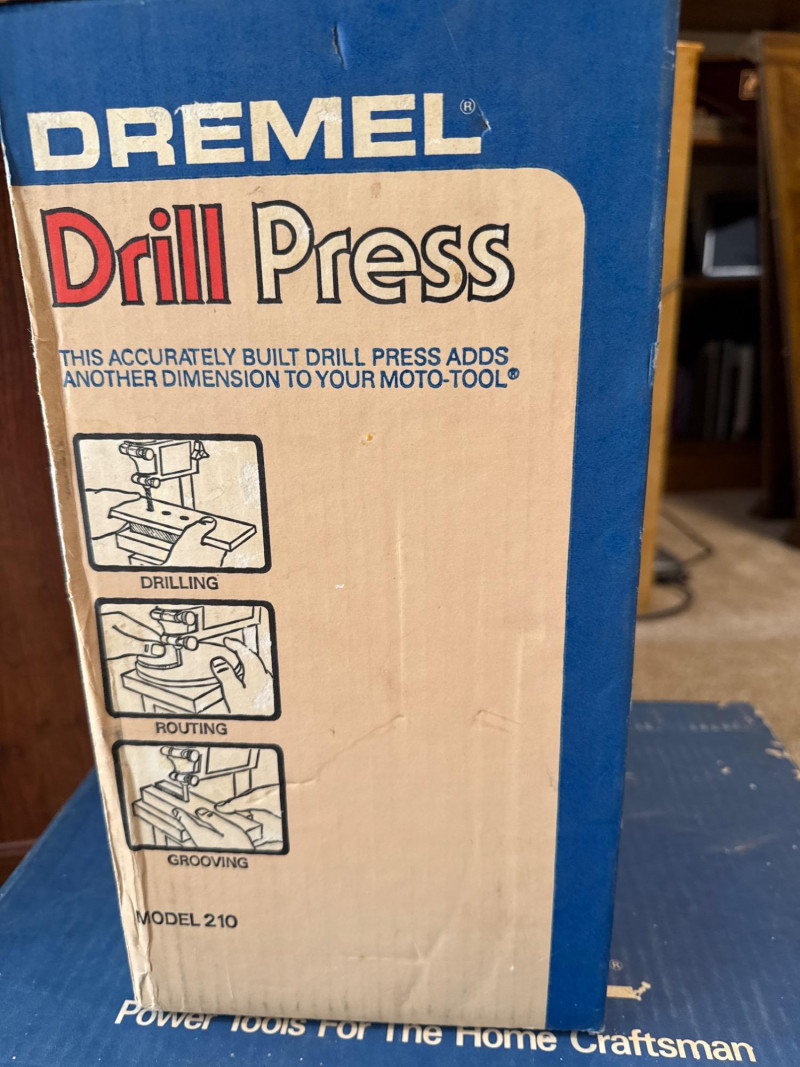 DREMEL®
Drill Press
THIS ACCURATELY BUILT DRILL PRESS ADDS
ANOTHER DIMENSION TO YOUR MOTO-TOOL®
DRILLING
ROUTING
GROOVING
MODEL 210
®
Power Tools For The Home Craftsman